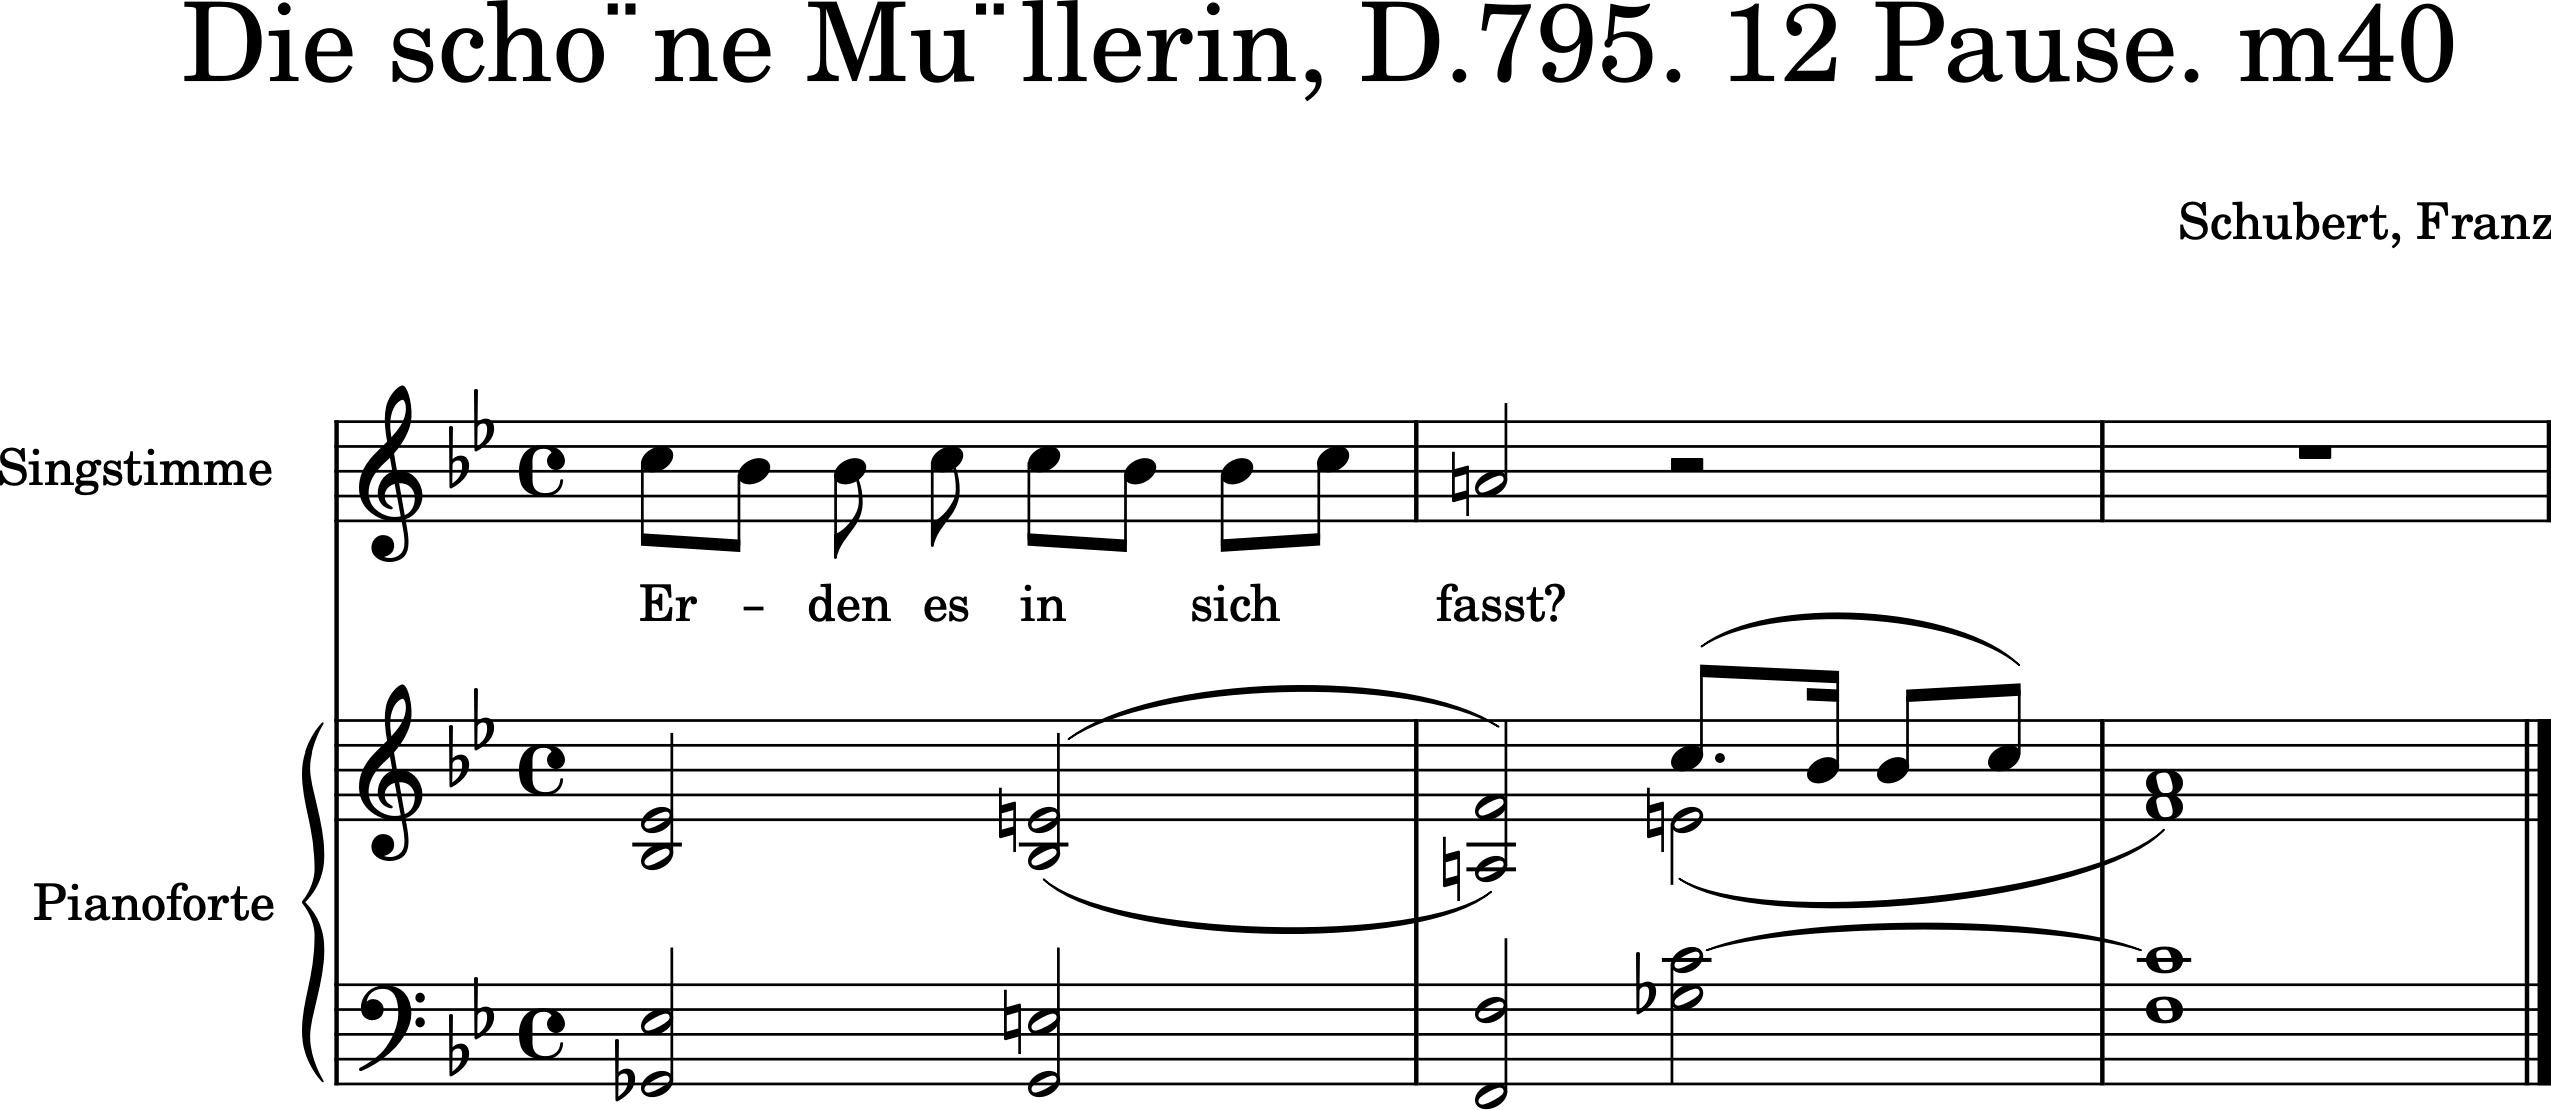 Die scho¨ne Mu¨llerin, D.795. 12 Pause. m40
Schubert, Franz
Singstimme
Er - den es in sich fasst?
Pianoforte